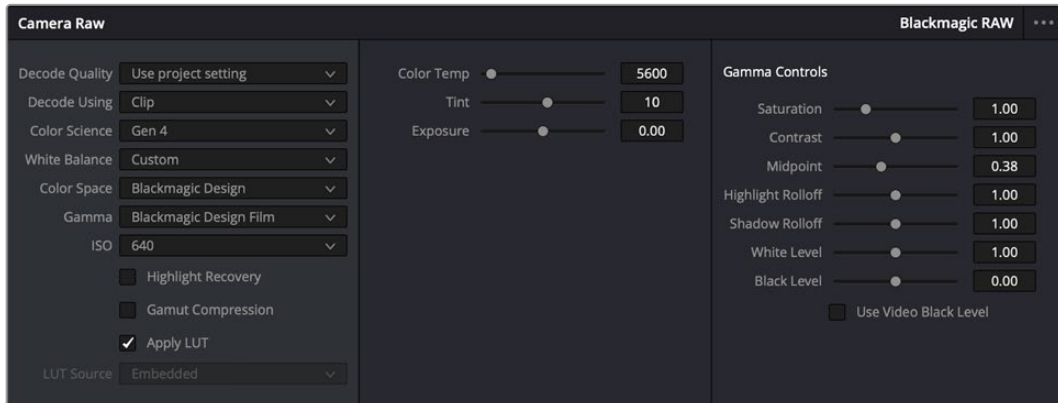 Camera Raw
Blackmagic RAW
Decode Quality Use project setting
Decode Using Clip
Color Science Gen 4
White Balance Custom
Color Space Blackmagic Design
Gamma Blackmagic Design Film
ISO 640
Highlight Recovery
Gamut Compression
Apply LUT
LUT Source Embedded
Color Temp 5600
Tint 10
Exposure 0.00
Gamma Controls
Saturation 1.00
Contrast 1.00
Midpoint 0.38
Highlight Rolloff 1.00
Shadow Rolloff 1.00
White Level 1.00
Black Level 0.00
Use Video Black Level